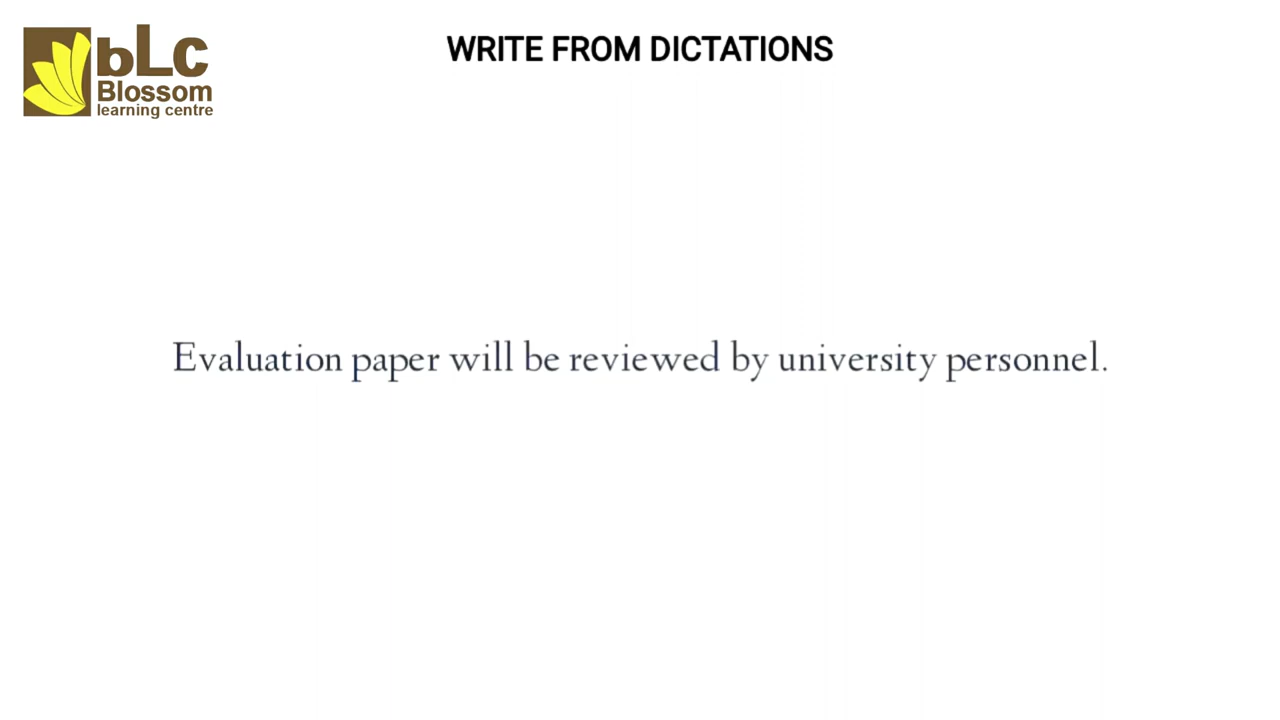 bLc
Blossom
learning centre
WRITE FROM DICTATIONS
Evaluation paper will be reviewed by university personnel.